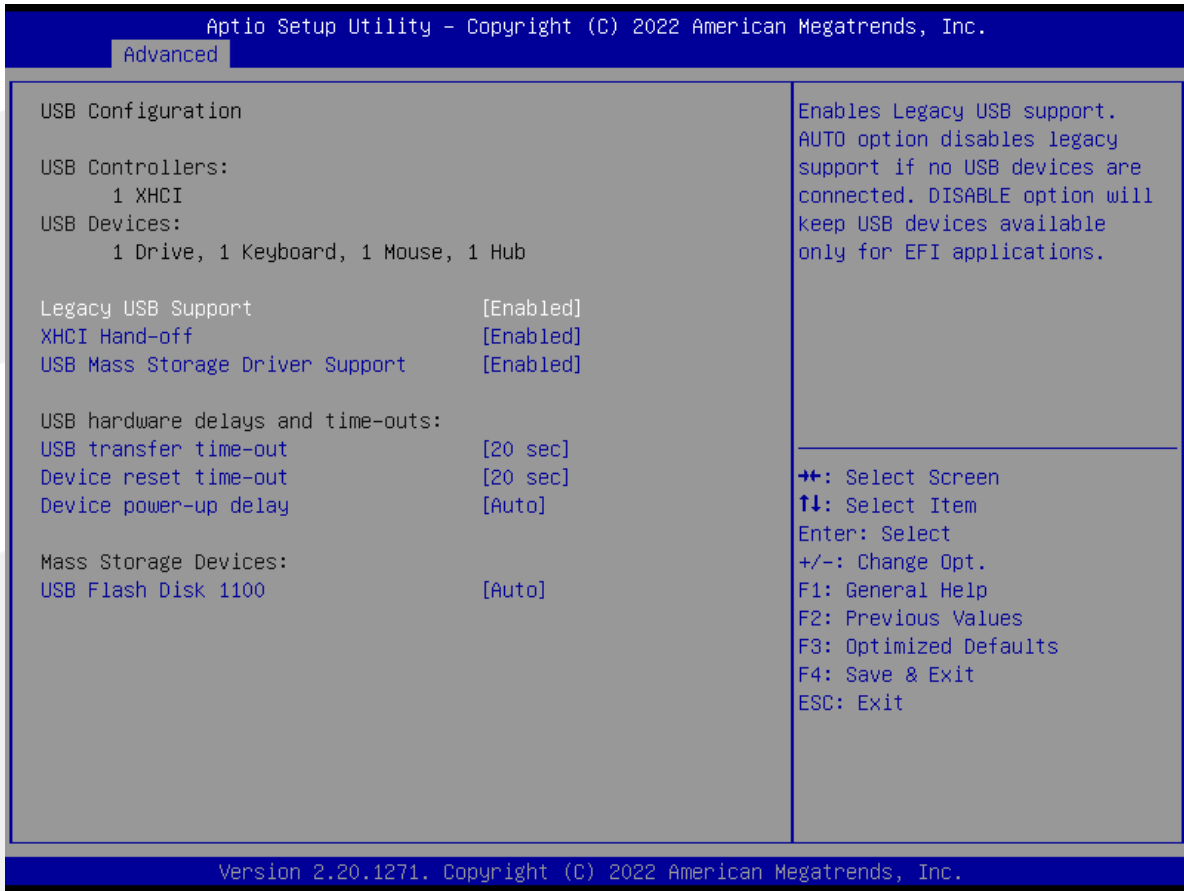 Aptio Setup Utility – Copyright (C) 2022 American Megatrends, Inc.
Advanced
USB Configuration
USB Controllers:
1 XHCI
USB Devices:
1 Drive, 1 Keyboard, 1 Mouse, 1 Hub
Legacy USB Support [Enabled]
XHCI Hand-off [Enabled]
USB Mass Storage Driver Support [Enabled]
USB hardware delays and time-outs:
USB transfer time-out [20 sec]
Device reset time-out [20 sec]
Device power-up delay [Auto]
Mass Storage Devices:
USB Flash Disk 1100 [Auto]
Enables Legacy USB support.
AUTO option disables legacy
support if no USB devices are
connected. DISABLE option will
keep USB devices available
only for EFI applications.
→←: Select Screen
↑↓: Select Item
Enter: Select
+/-: Change Opt.
F1: General Help
F2: Previous Values
F3: Optimized Defaults
F4: Save & Exit
ESC: Exit
Version 2.20.1271. Copyright (C) 2022 American Megatrends, Inc.